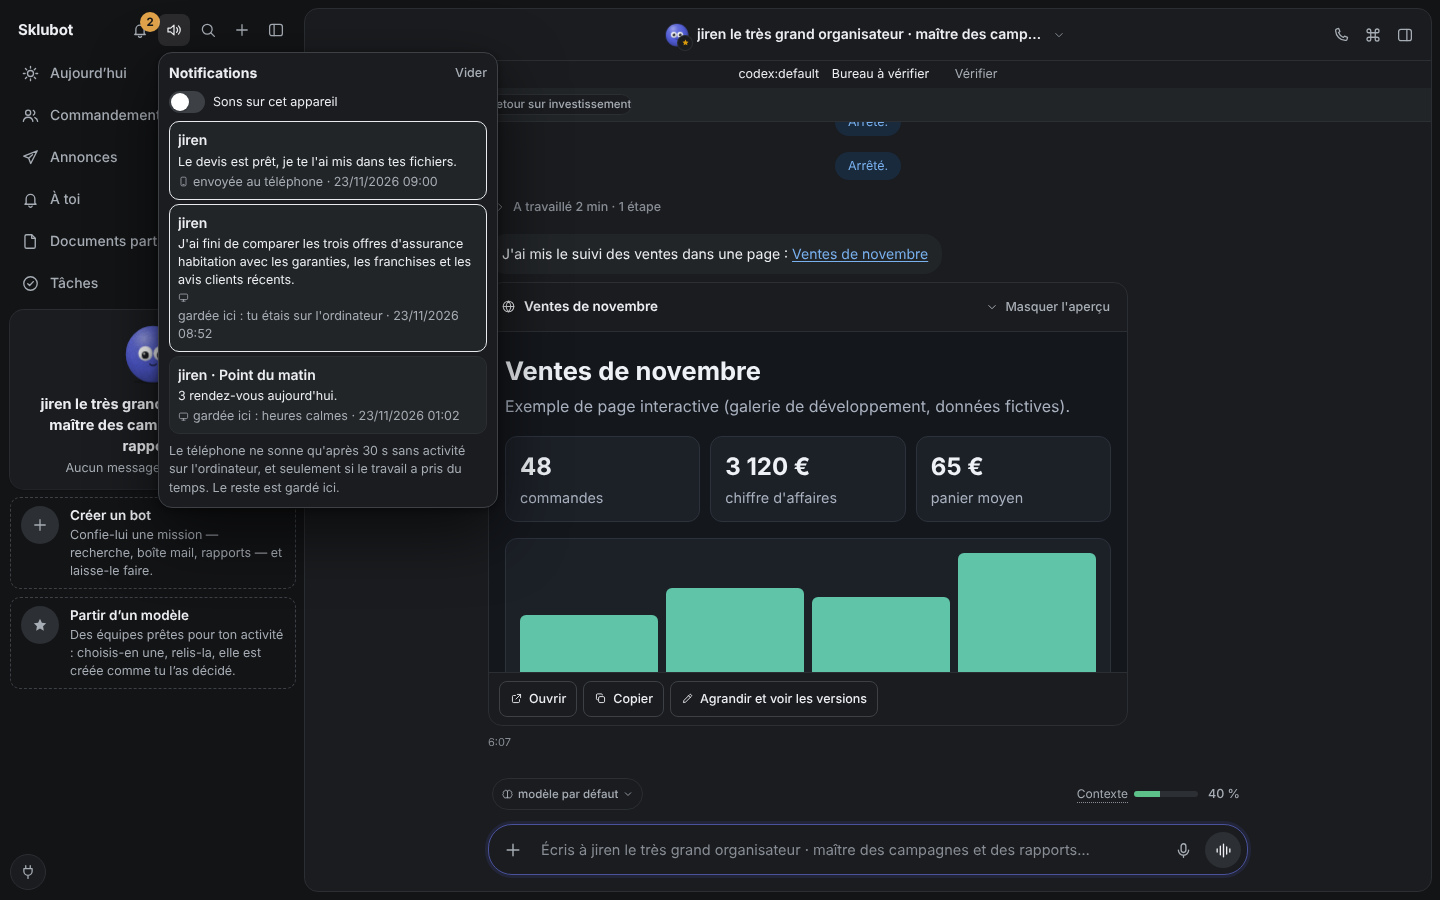 Sklubot
2
jiren le très grand organisateur · maître des camp...
Aujourd’hui
Commandement
Annonces
À toi
Documents part
Tâches
Notifications
Vider
Sons sur cet appareil
jiren
Le devis est prêt, je te l'ai mis dans tes fichiers.
envoyée au téléphone · 23/11/2026 09:00
jiren
J'ai fini de comparer les trois offres d'assurance
habitation avec les garanties, les franchises et les
avis clients récents.
gardée ici : tu étais sur l'ordinateur · 23/11/2026
08:52
jiren · Point du matin
3 rendez-vous aujourd'hui.
gardée ici : heures calmes · 23/11/2026 01:02
Le téléphone ne sonne qu'après 30 s sans activité
sur l'ordinateur, et seulement si le travail a pris du
temps. Le reste est gardé ici.
jiren le très grand
maître des cam
rappo
Aucun message
Créer un bot
Confie-lui une mission —
recherche, boîte mail, rapports — et
laisse-le faire.
Partir d’un modèle
Des équipes prêtes pour ton activité
: choisis-en une, relis-la, elle est
créée comme tu l’as décidé.
codex:default Bureau à vérifier Vérifier
etour sur investissement
Arrêté.
Arrêté.
A travaillé 2 min · 1 étape
J'ai mis le suivi des ventes dans une page : Ventes de novembre
Ventes de novembre
Masquer l'aperçu
Ventes de novembre
Exemple de page interactive (galerie de développement, données fictives).
48
commandes
3 120 €
chiffre d'affaires
65 €
panier moyen
Ouvrir
Copier
Agrandir et voir les versions
6:07
modèle par défaut
Contexte
40 %
Écris à jiren le très grand organisateur · maître des campagnes et des rapports...